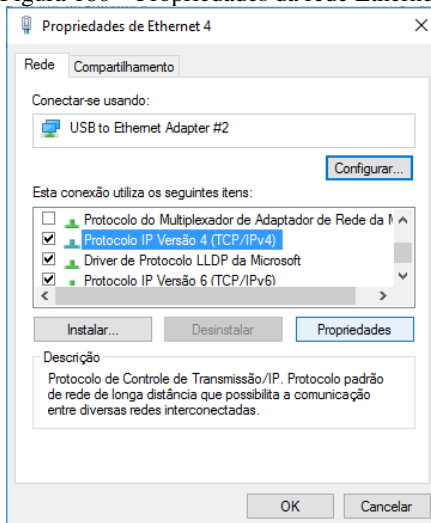 Propriedades de Ethernet 4
Rede Compartilhamento
Conectar-se usando:
USB to Ethernet Adapter #2
Configurar...
Esta conexão utiliza os seguintes itens:
Protocolo do Multiplexador de Adaptador de Rede da
Protocolo IP Versão 4 (TCP/IPv4)
Driver de Protocolo LLDP da Microsoft
Protocolo IP Versão 6 (TCP/IPv6)
Instalar... Desinstalar Propriedades
Descrição
Protocolo de Controle de Transmissão/IP. Protocolo padrão
de rede de longa distância que possibilita a comunicação
entre diversas redes interconectadas.
OK Cancelar